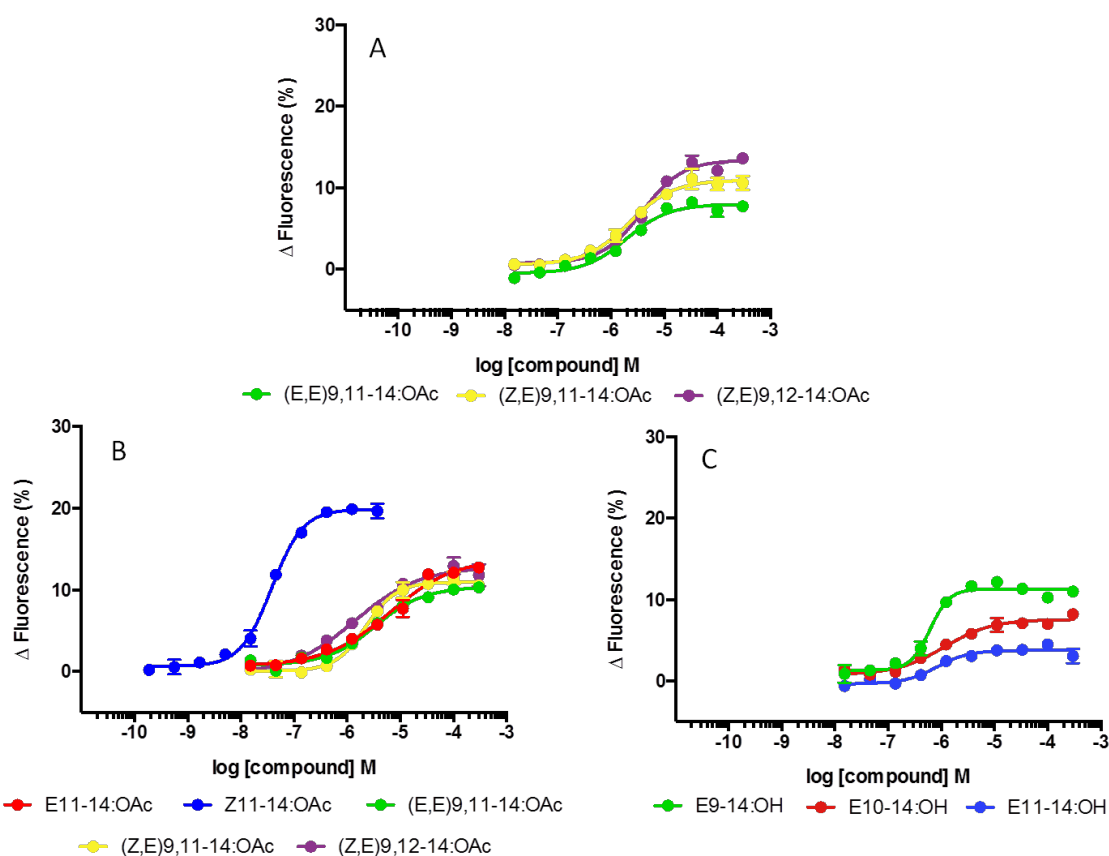 A
Δ Fluorescence (%)
30
20
10
0
-10 -9 -8 -7 -6 -5 -4 -3
log [compound] M
(E,E)9,11-14:OAc (Z,E)9,11-14:OAc (Z,E)9,12-14:OAc
B
Δ Fluorescence (%)
30
20
10
0
-10 -9 -8 -7 -6 -5 -4 -3
log [compound] M
E11-14:OAc Z11-14:OAc (E,E)9,11-14:OAc
(Z,E)9,11-14:OAc (Z,E)9,12-14:OAc
C
Δ Fluorescence (%)
30
20
10
0
-10 -9 -8 -7 -6 -5 -4 -3
log [compound] M
E9-14:OH E10-14:OH E11-14:OH